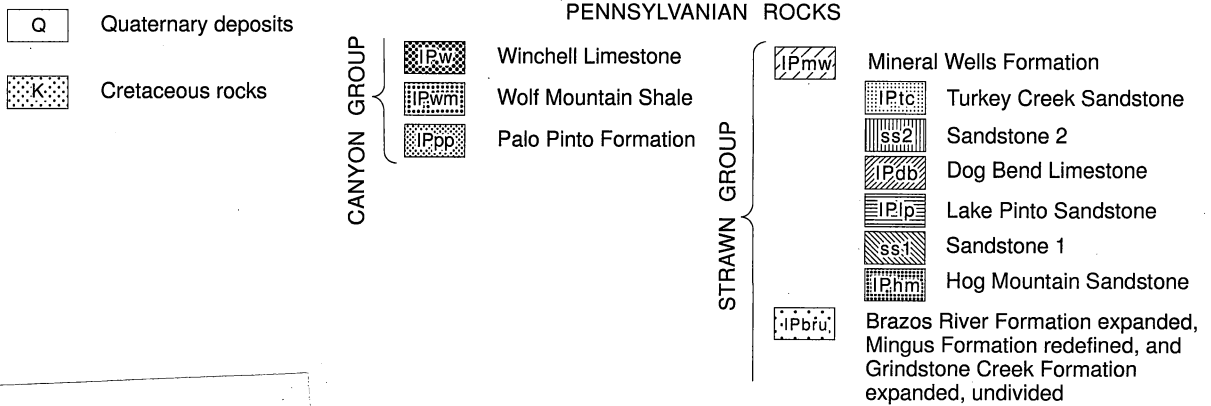 PENNSYLVANIAN ROCKS
Q Quaternary deposits
K Cretaceous rocks
CANYON GROUP
IPw Winchell Limestone
IPwm Wolf Mountain Shale
IPpp Palo Pinto Formation
STRAWN GROUP
IPmw Mineral Wells Formation
IPtc Turkey Creek Sandstone
ss2 Sandstone 2
IPdb Dog Bend Limestone
IPlp Lake Pinto Sandstone
ss1 Sandstone 1
IPhm Hog Mountain Sandstone
IPbru Brazos River Formation expanded,
Mingus Formation redefined, and
Grindstone Creek Formation
expanded, undivided